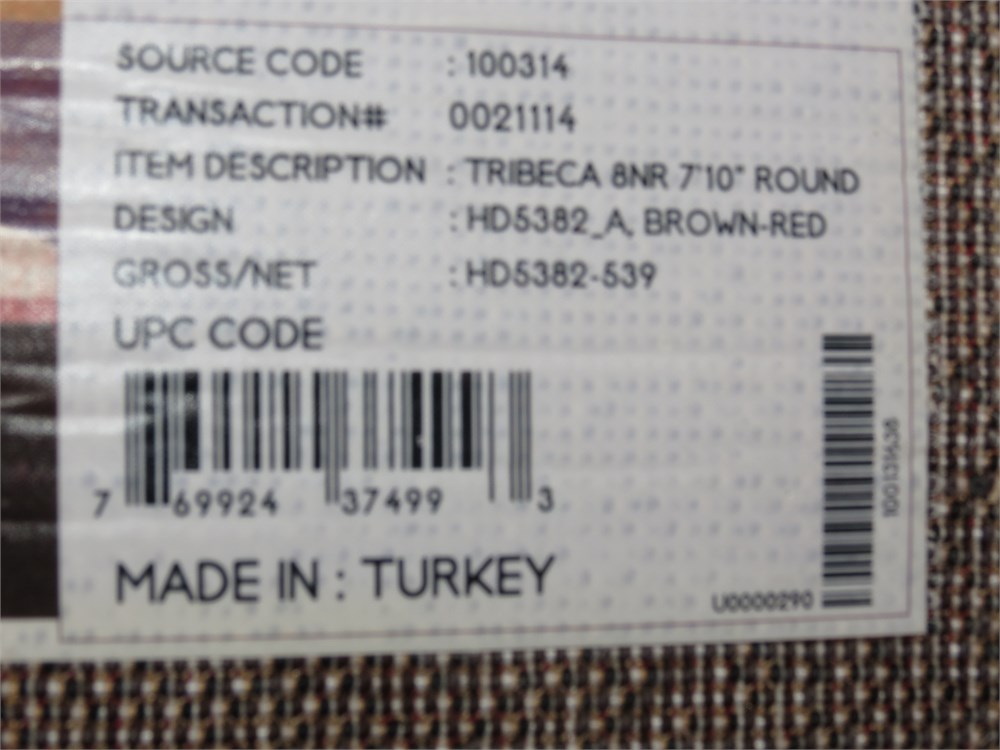 SOURCE CODE : 100314
TRANSACTION# 0021114
ITEM DESCRIPTION : TRIBECA 8NR 7'10" ROUND
DESIGN : HD5382_A, BROWN-RED
GROSS/NET : HD5382-539
UPC CODE
7 69924 37499 3
MADE IN : TURKEY
U0000290
100131638